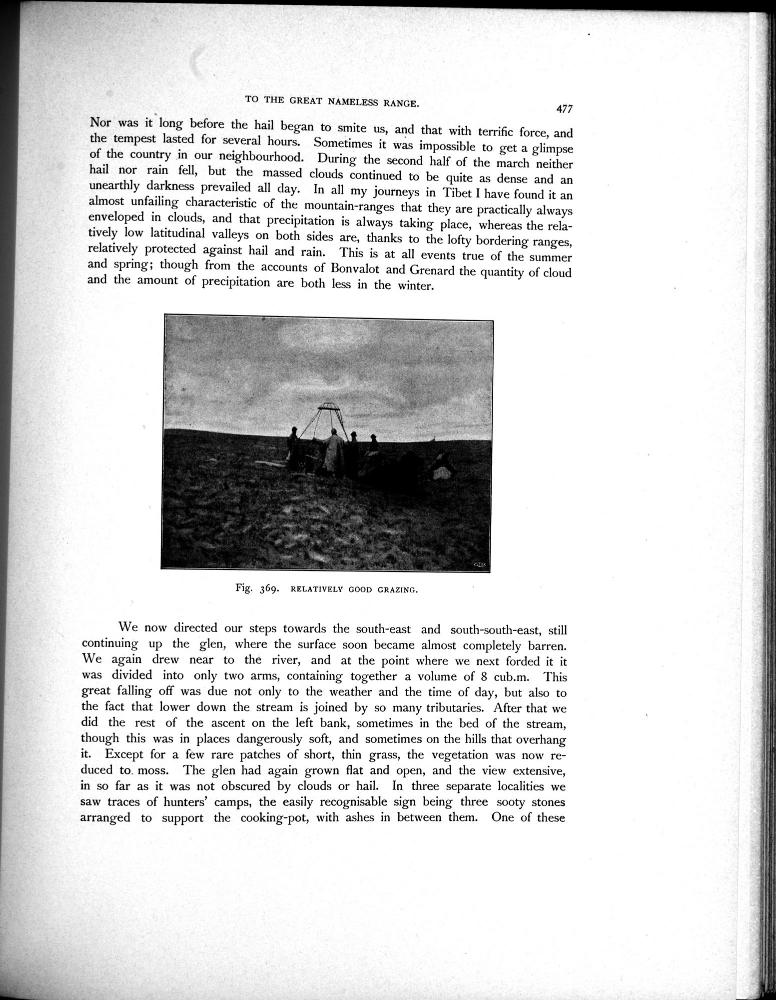 TO THE GREAT NAMELESS RANGE.
477
Nor was it long before the hail began to smite us, and that with terrific force, and
the tempest lasted for several hours. Sometimes it was impossible to get a glimpse
of the country in our neighbourhood. During the second half of the march neither
hail nor rain fell, but the massed clouds continued to be quite as dense and an
unearthly darkness prevailed all day. In all my journeys in Tibet I have found it an
almost unfailing characteristic of the mountain-ranges that they are practically always
enveloped in clouds, and that precipitation is always taking place, whereas the rela-
tively low latitudinal valleys on both sides are, thanks to the lofty bordering ranges,
relatively protected against hail and rain. This is at all events true of the summer
and spring; though from the accounts of Bonvalot and Grenard the quantity of cloud
and the amount of precipitation are both less in the winter.
Fig. 369. RELATIVELY GOOD GRAZING.
We now directed our steps towards the south-east and south-south-east, still
continuing up the glen, where the surface soon became almost completely barren.
We again drew near to the river, and at the point where we next forded it it
was divided into only two arms, containing together a volume of 8 cub.m. This
great falling off was due not only to the weather and the time of day, but also to
the fact that lower down the stream is joined by so many tributaries. After that we
did the rest of the ascent on the left bank, sometimes in the bed of the stream,
though this was in places dangerously soft, and sometimes on the hills that overhang
it. Except for a few rare patches of short, thin grass, the vegetation was now re-
duced to moss. The glen had again grown flat and open, and the view extensive,
in so far as it was not obscured by clouds or hail. In three separate localities we
saw traces of hunters' camps, the easily recognisable sign being three sooty stones
arranged to support the cooking-pot, with ashes in between them. One of these